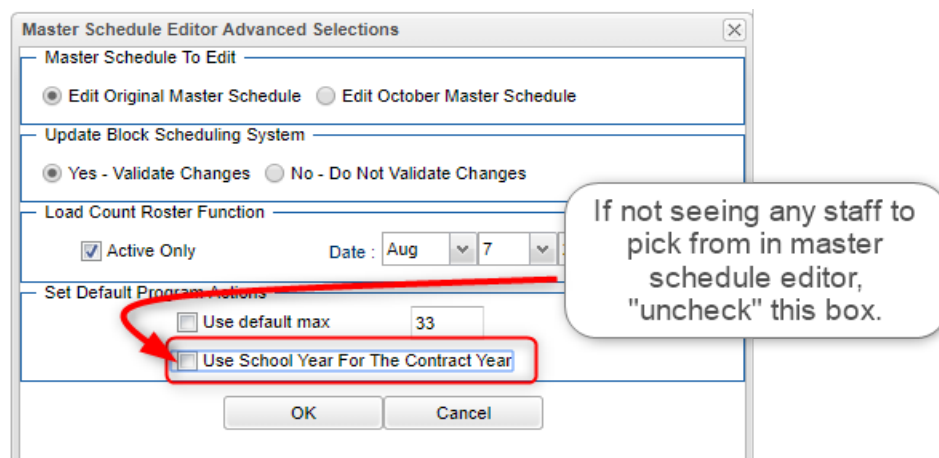 Master Schedule Editor Advanced Selections
Master Schedule To Edit
Edit Original Master Schedule Edit October Master Schedule
Update Block Scheduling System
Yes - Validate Changes No - Do Not Validate Changes
Load Count Roster Function
Active Only Date : Aug 7
If not seeing any staff to
pick from in master
schedule editor,
"uncheck" this box.
Set Default Program Actions
Use default max 33
Use School Year For The Contract Year
OK Cancel